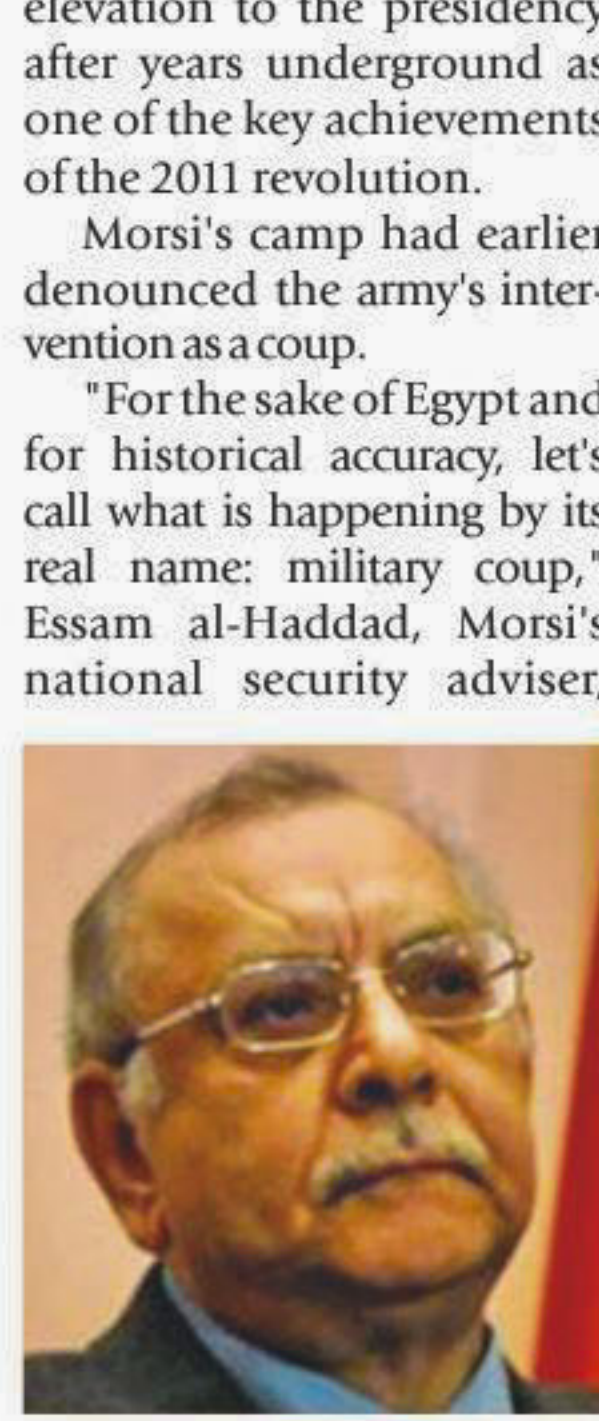 elevation to the presidency
after years underground as
one of the key achievements
of the 2011 revolution.
Morsi's camp had earlier
denounced the army's inter-
vention as a coup.
"For the sake of Egypt and
for historical accuracy, let's
call what is happening by its
real name: military coup,"
Essam al-Haddad, Morsi's
national security adviser,